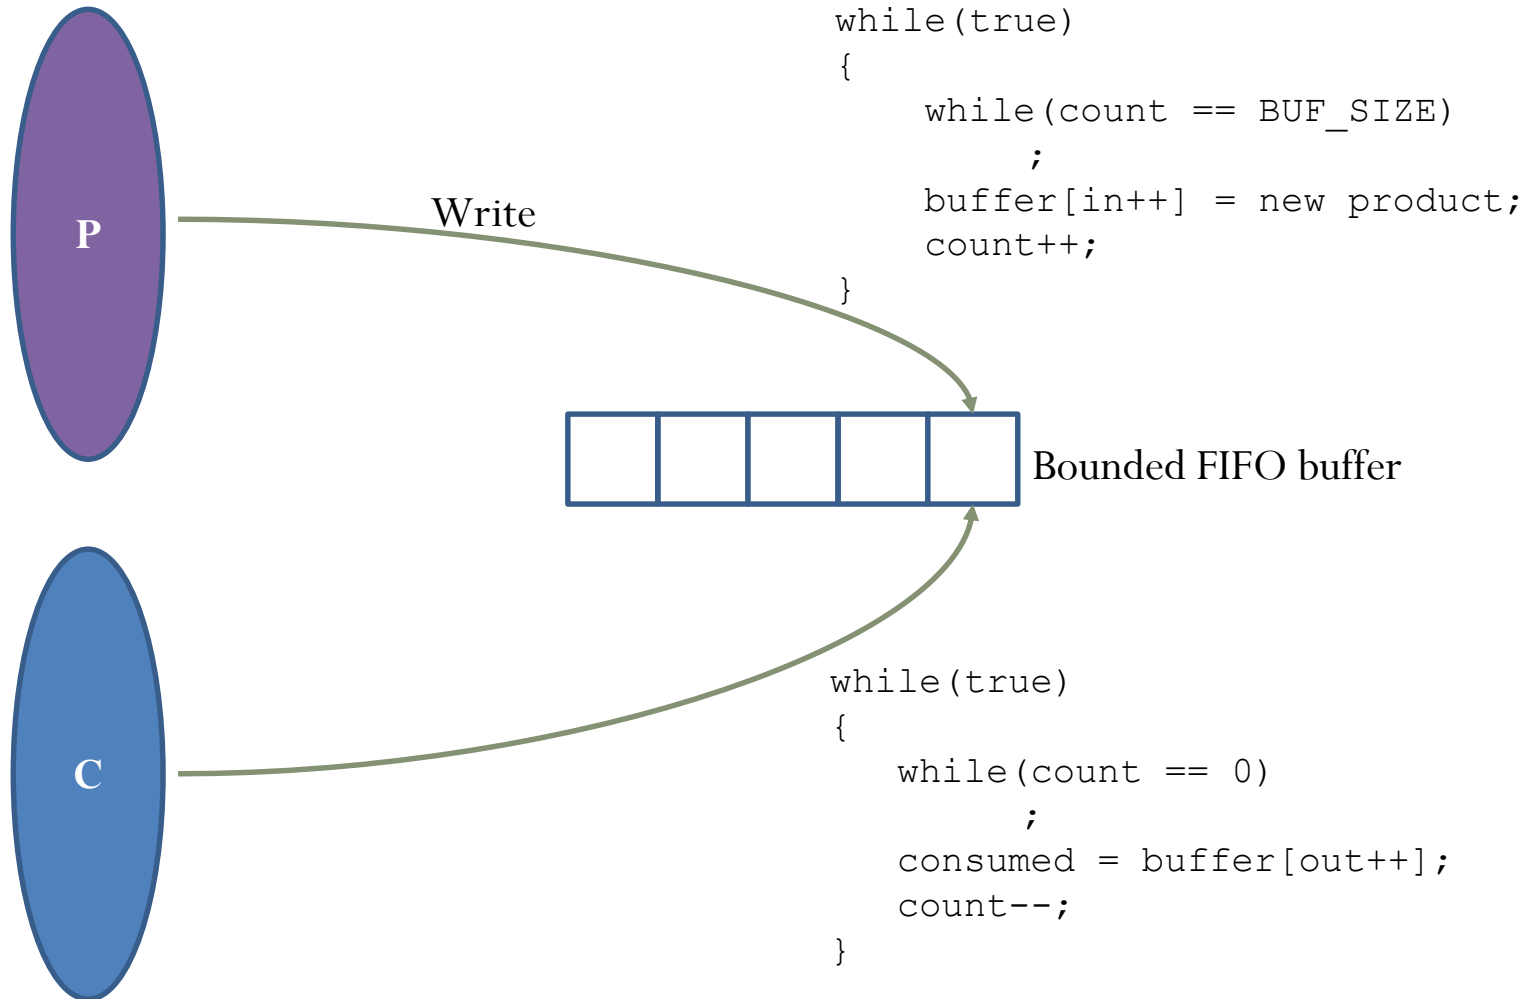 while(true)
{
while(count == BUF_SIZE)
;
buffer[in++] = new product;
count++;
}
P
Write
Bounded FIFO buffer
C
while(true)
{
while(count == 0)
;
consumed = buffer[out++];
count--;
}